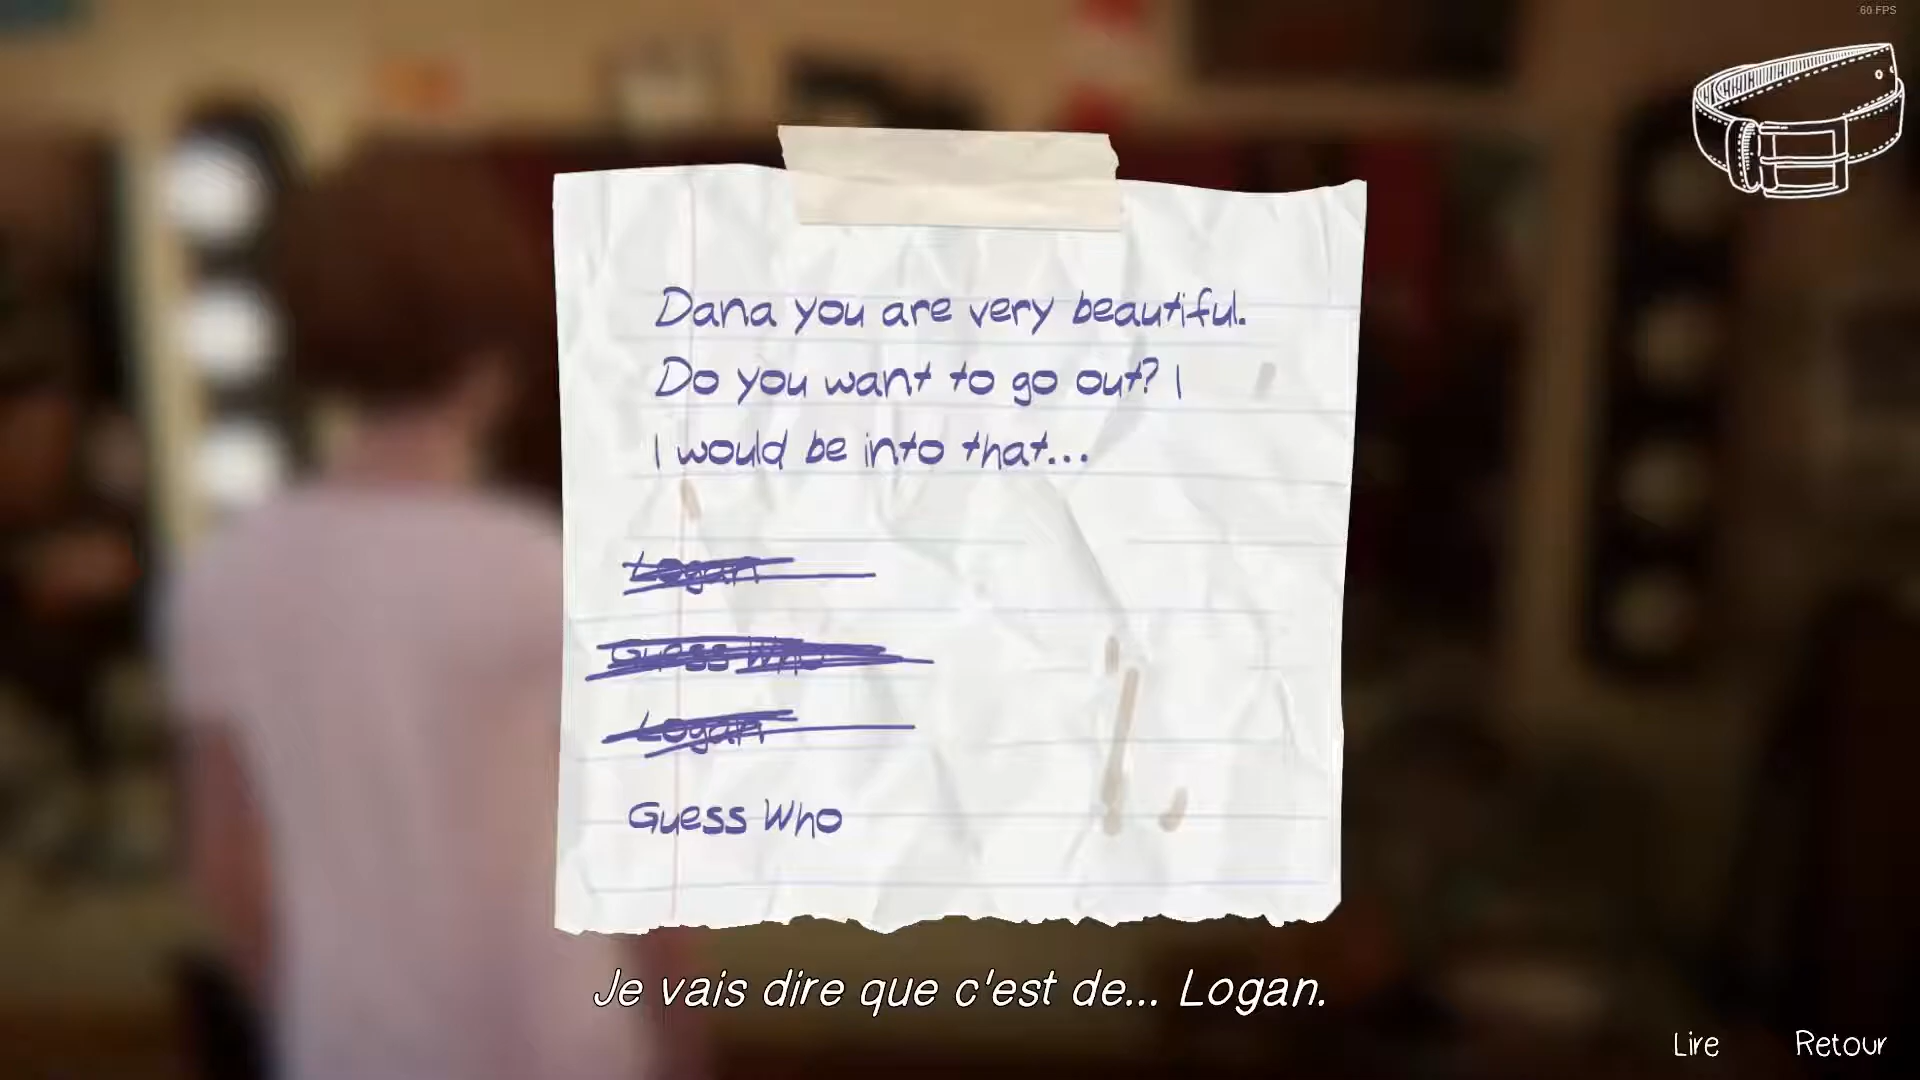 60 FPS
Dana you are very beautiful.
Do you want to go out? I
I would be into that...
Logan
Guess Who
Logan
Guess Who
Je vais dire que c'est de... Logan.
Lire Retour